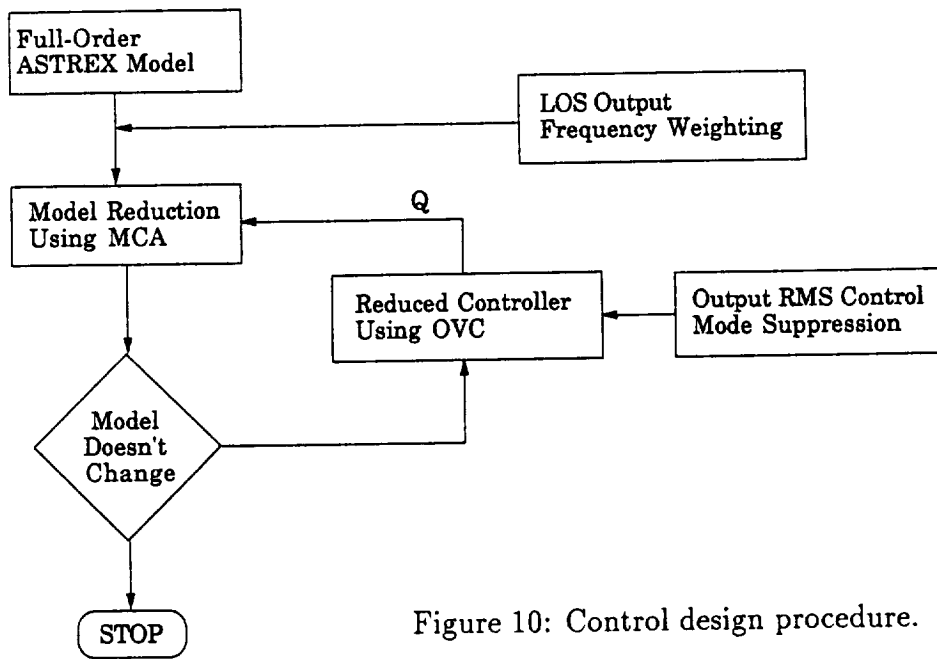 Full-Order
ASTREX Model
LOS Output
Frequency Weighting
Model Reduction
Using MCA
Q
Reduced Controller
Using OVC
Output RMS Control
Mode Suppression
Model
Doesn't
Change
STOP
Figure 10: Control design procedure.